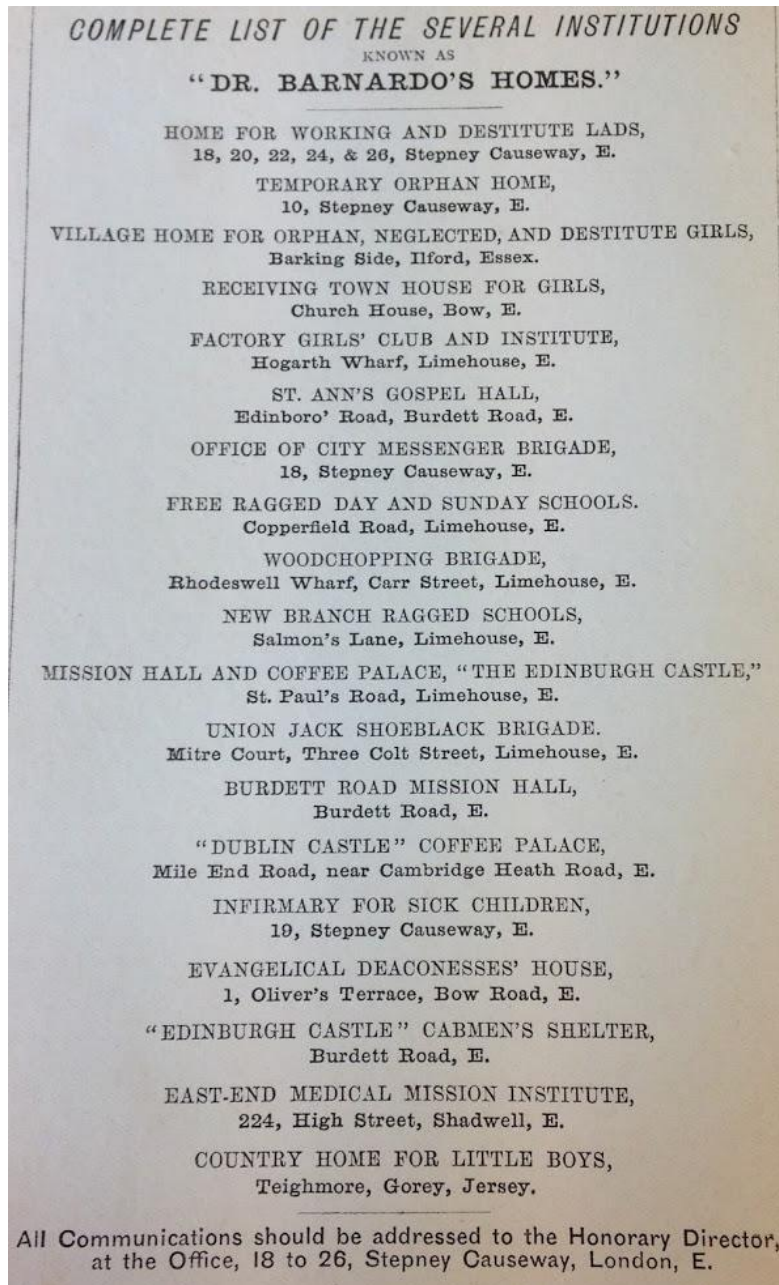 COMPLETE LIST OF THE SEVERAL INSTITUTIONS
KNOWN AS
"DR. BARNARDO'S HOMES."
HOME FOR WORKING AND DESTITUTE LADS,
18, 20, 22, 24, & 26, Stepney Causeway, E.
TEMPORARY ORPHAN HOME,
10, Stepney Causeway, E.
VILLAGE HOME FOR ORPHAN, NEGLECTED, AND DESTITUTE GIRLS,
Barking Side, Ilford, Essex.
RECEIVING TOWN HOUSE FOR GIRLS,
Church House, Bow, E.
FACTORY GIRLS' CLUB AND INSTITUTE,
Hogarth Wharf, Limehouse, E.
ST. ANN'S GOSPEL HALL,
Edinboro' Road, Burdett Road, E.
OFFICE OF CITY MESSENGER BRIGADE,
18, Stepney Causeway, E.
FREE RAGGED DAY AND SUNDAY SCHOOLS.
Copperfield Road, Limehouse, E.
WOODCHOPPING BRIGADE,
Rhodeswell Wharf, Carr Street, Limehouse, E.
NEW BRANCH RAGGED SCHOOLS,
Salmon's Lane, Limehouse, E.
MISSION HALL AND COFFEE PALACE, "THE EDINBURGH CASTLE,"
St. Paul's Road, Limehouse, E.
UNION JACK SHOEBLACK BRIGADE.
Mitre Court, Three Colt Street, Limehouse, E.
BURDETT ROAD MISSION HALL,
Burdett Road, E.
"DUBLIN CASTLE" COFFEE PALACE,
Mile End Road, near Cambridge Heath Road, E.
INFIRMARY FOR SICK CHILDREN,
19, Stepney Causeway, E.
EVANGELICAL DEACONESSES' HOUSE,
1, Oliver's Terrace, Bow Road, E.
"EDINBURGH CASTLE" CABMEN'S SHELTER,
Burdett Road, E.
EAST-END MEDICAL MISSION INSTITUTE,
224, High Street, Shadwell, E.
COUNTRY HOME FOR LITTLE BOYS,
Teighmore, Gorey, Jersey.
All Communications should be addressed to the Honorary Director,
at the Office, 18 to 26, Stepney Causeway, London, E.